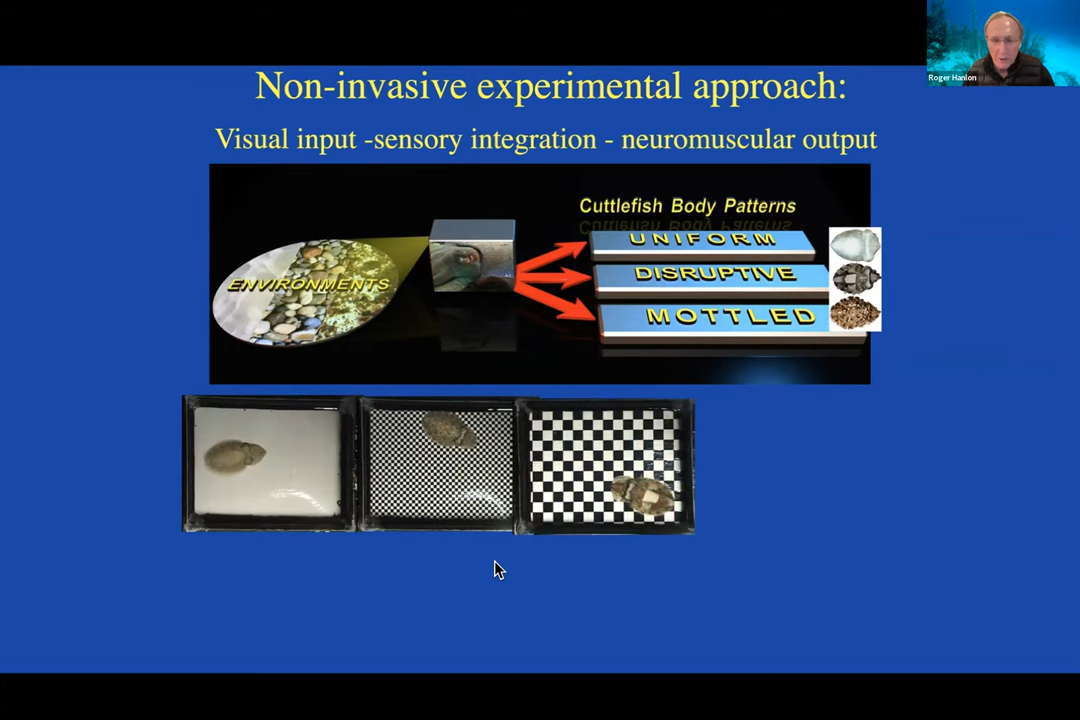 Roger Hanlon
Non-invasive experimental approach:
Visual input -sensory integration - neuromuscular output
Cuttlefish Body Patterns
UNIFORM
ENVIRONMENTS
DISRUPTIVE
MOTTLED